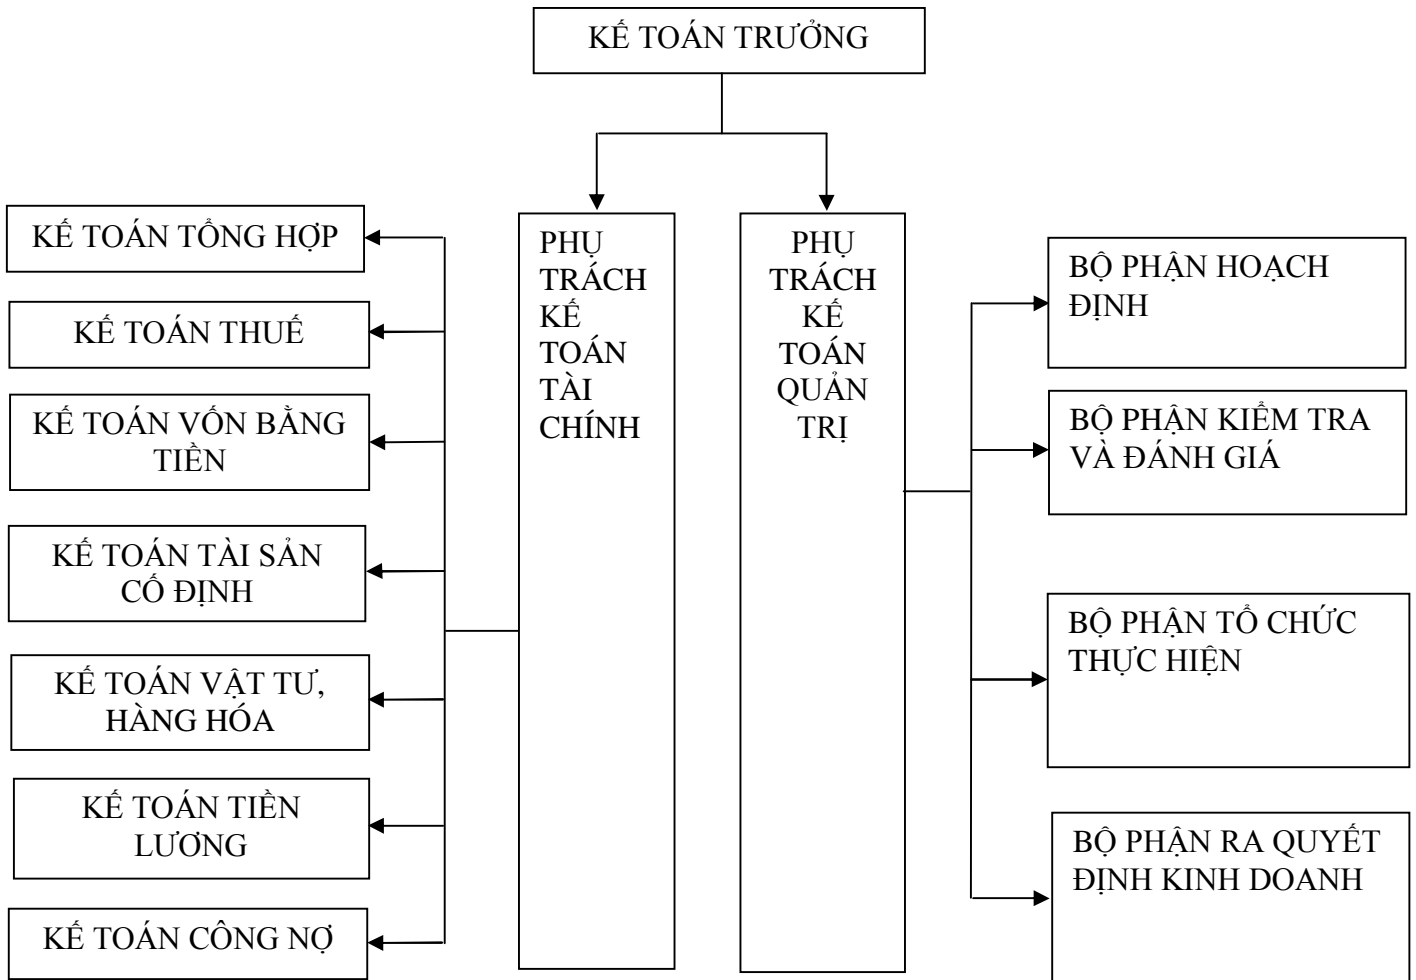 KẾ TOÁN TRƯỞNG
KẾ TOÁN TỔNG HỢP
KẾ TOÁN THUẾ
KẾ TOÁN VỐN BẰNG
TIỀN
KẾ TOÁN TÀI SẢN
CỐ ĐỊNH
KẾ TOÁN VẬT TƯ,
HÀNG HÓA
KẾ TOÁN TIỀN
LƯƠNG
KẾ TOÁN CÔNG NỢ
PHỤ
TRÁCH
KẾ
TOÁN
TÀI
CHÍNH
PHỤ
TRÁCH
KẾ
TOÁN
QUẢN
TRỊ
BỘ PHẬN HOẠCH
ĐỊNH
BỘ PHẬN KIỂM TRA
VÀ ĐÁNH GIÁ
BỘ PHẬN TỔ CHỨC
THỰC HIỆN
BỘ PHẬN RA QUYẾT
ĐỊNH KINH DOANH